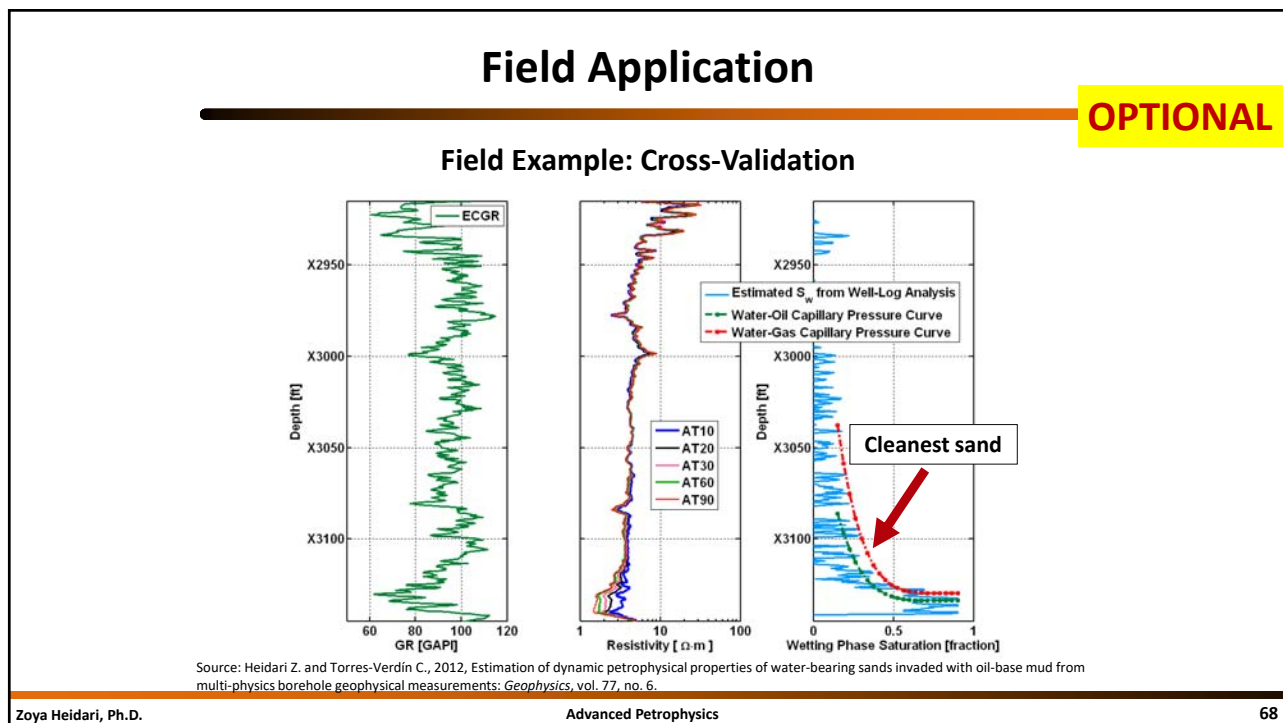 Field Application
OPTIONAL
Field Example: Cross-Validation
ECGR
X2950
X3000
X3050
X3100
Depth [ft]
60 80 100 120
GR [GAPI]
AT10
AT20
AT30
AT60
AT90
1 10 100
Resistivity [ Ω·m ]
Estimated Sw from Well-Log Analysis
Water-Oil Capillary Pressure Curve
Water-Gas Capillary Pressure Curve
X2950
X3000
X3050
X3100
Depth [ft]
Cleanest sand
0 0.5 1
Wetting Phase Saturation [fraction]
Source: Heidari Z. and Torres-Verdín C., 2012, Estimation of dynamic petrophysical properties of water-bearing sands invaded with oil-base mud from
multi-physics borehole geophysical measurements: Geophysics, vol. 77, no. 6.
Zoya Heidari, Ph.D.
Advanced Petrophysics
68